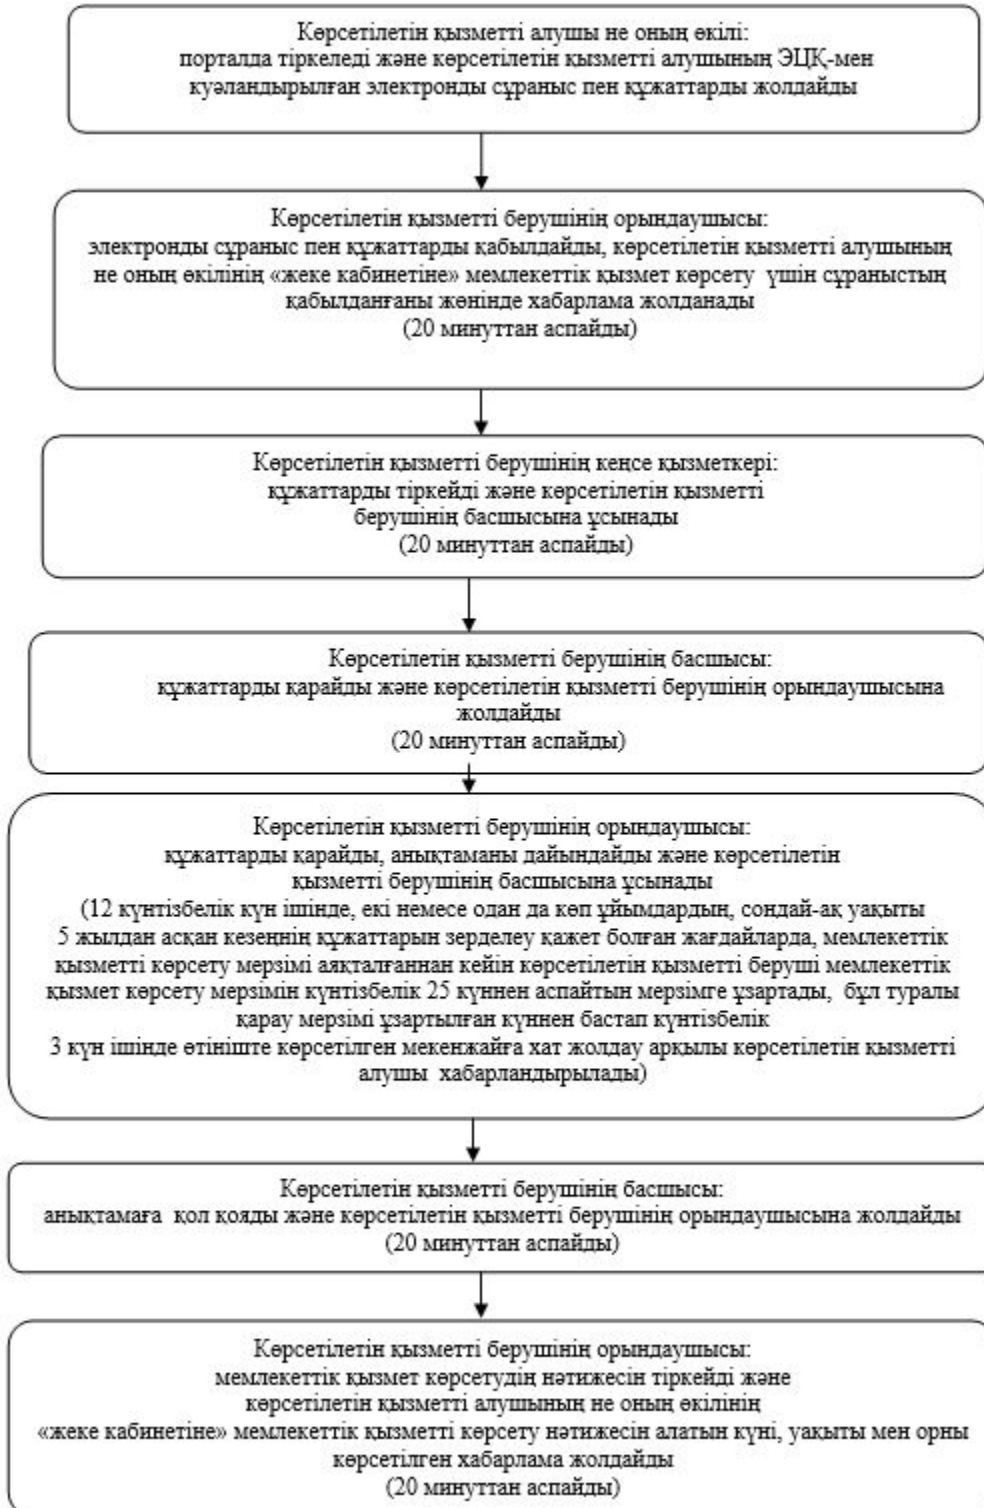 Көрсетілетін қызметті алушы не оның өкілі:
порталда тіркеледі және көрсетілетін қызметті алушының ЭЦҚ-мен
куәландырылған электронды сұраныс пен құжаттарды жолдайды
Көрсетілетін қызметті берушінің орындаушысы:
электронды сұраныс пен құжаттарды қабылдайды, көрсетілетін қызметті алушының
не оның өкілінің «жеке кабинетіне» мемлекеттік қызмет көрсету үшін сұраныстың
қабылданғаны жөнінде хабарлама жолданады
(20 минуттан аспайды)
Көрсетілетін қызметті берушінің кеңсе қызметкері:
құжаттарды тіркейді және көрсетілетін қызметті
берушінің басшысына ұсынады
(20 минуттан аспайды)
Көрсетілетін қызметті берушінің басшысы:
құжаттарды қарайды және көрсетілетін қызметті берушінің орындаушысына
жолдайды
(20 минуттан аспайды)
Көрсетілетін қызметті берушінің орындаушысы:
құжаттарды қарайды, анықтаманы дайындайды және көрсетілетін
қызметті берушінің басшысына ұсынады
(12 күнтізбелік күн ішінде, екі немесе одан да көп ұйымдардың, сондай-ақ уақыты
5 жылдан асқан кезеңнің құжаттарын зерделеу қажет болған жағдайларда, мемлекеттік
қызметті көрсету мерзімі аяқталғаннан кейін көрсетілетін қызметті беруші мемлекеттік
қызмет көрсету мерзімін күнтізбелік 25 күннен аспайтын мерзімге ұзартады, бұл туралы
қарау мерзімі ұзартылған күннен бастап күнтізбелік
3 күн ішінде өтініште көрсетілген мекенжайға хат жолдау арқылы көрсетілетін қызметті
алушы хабарландырылады)
Көрсетілетін қызметті берушінің басшысы:
анықтамаға қол қояды және көрсетілетін қызметті берушінің орындаушысына жолдайды
(20 минуттан аспайды)
Көрсетілетін қызметті берушінің орындаушысы:
мемлекеттік қызмет көрсетудің нәтижесін тіркейді және
көрсетілетін қызметті алушының не оның өкілінің
«жеке кабинетіне» мемлекеттік қызметті көрсету нәтижесін алатын күні, уақыты мен орны
көрсетілген хабарлама жолдайды
(20 минуттан аспайды)